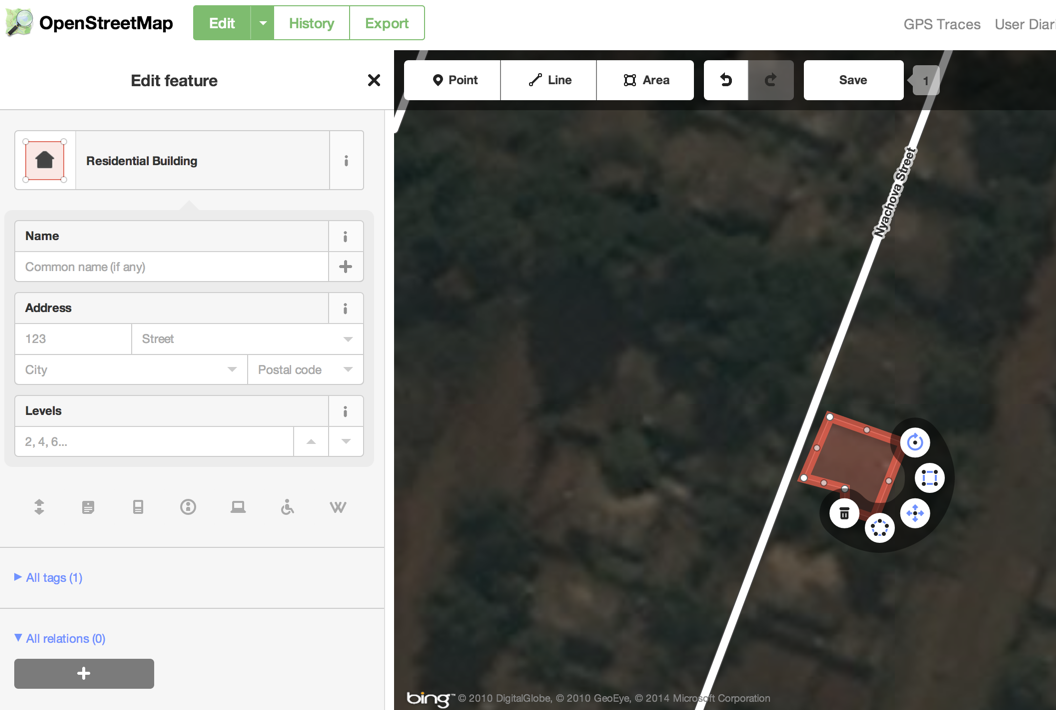 OpenStreetMap
Edit
History
Export
GPS Traces
User Diar
Edit feature
Point
Line
Area
Save
1
Residential Building
i
Name
i
Common name (if any)
Address
i
123
Street
City
Postal code
Levels
i
2, 4, 6...
W
All tags (1)
All relations (0)
+
Nyachova Street
bing™ © 2010 DigitalGlobe, © 2010 GeoEye, © 2014 Microsoft Corporation